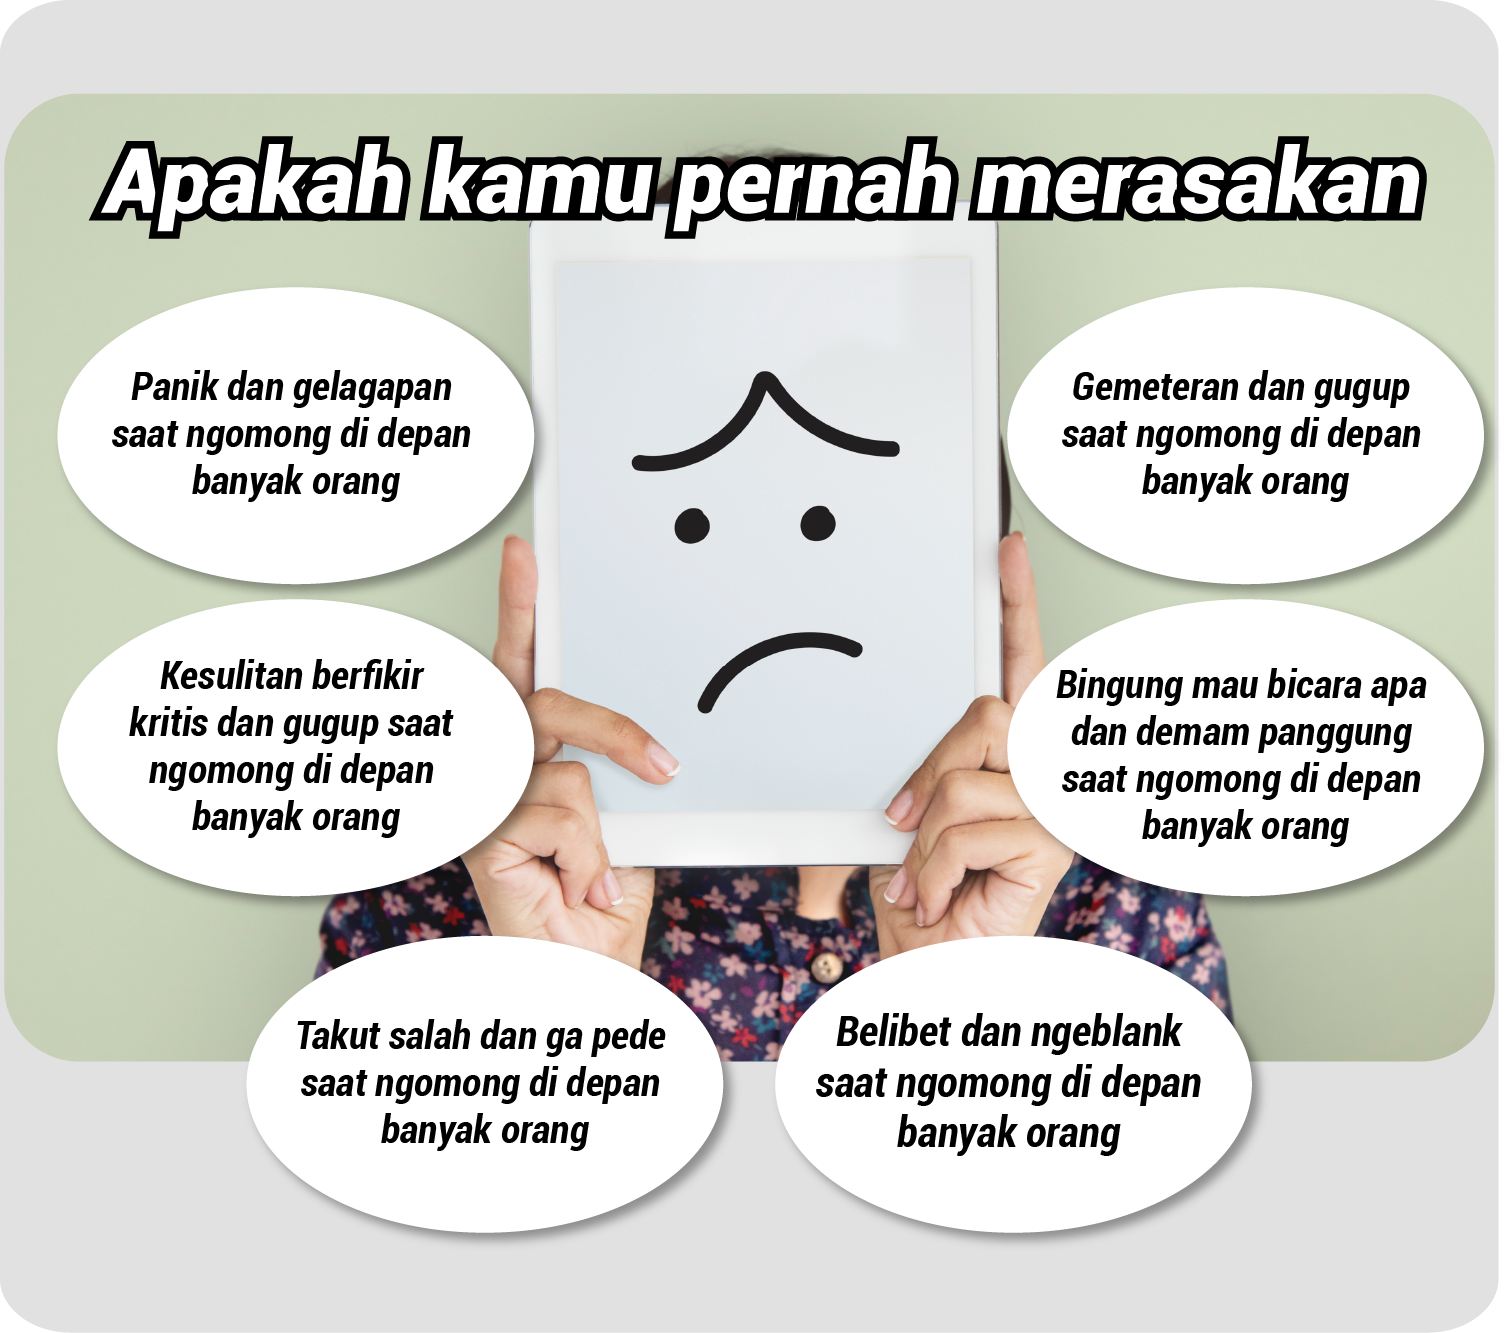 Apakah kamu pernah merasakan
Panik dan gelagapan
saat ngomong di depan
banyak orang
Gemeteran dan gugup
saat ngomong di depan
banyak orang
Kesulitan berfikir
kritis dan gugup saat
ngomong di depan
banyak orang
Bingung mau bicara apa
dan demam panggung
saat ngomong di depan
banyak orang
Takut salah dan ga pede
saat ngomong di depan
banyak orang
Belibet dan ngeblank
saat ngomong di depan
banyak orang